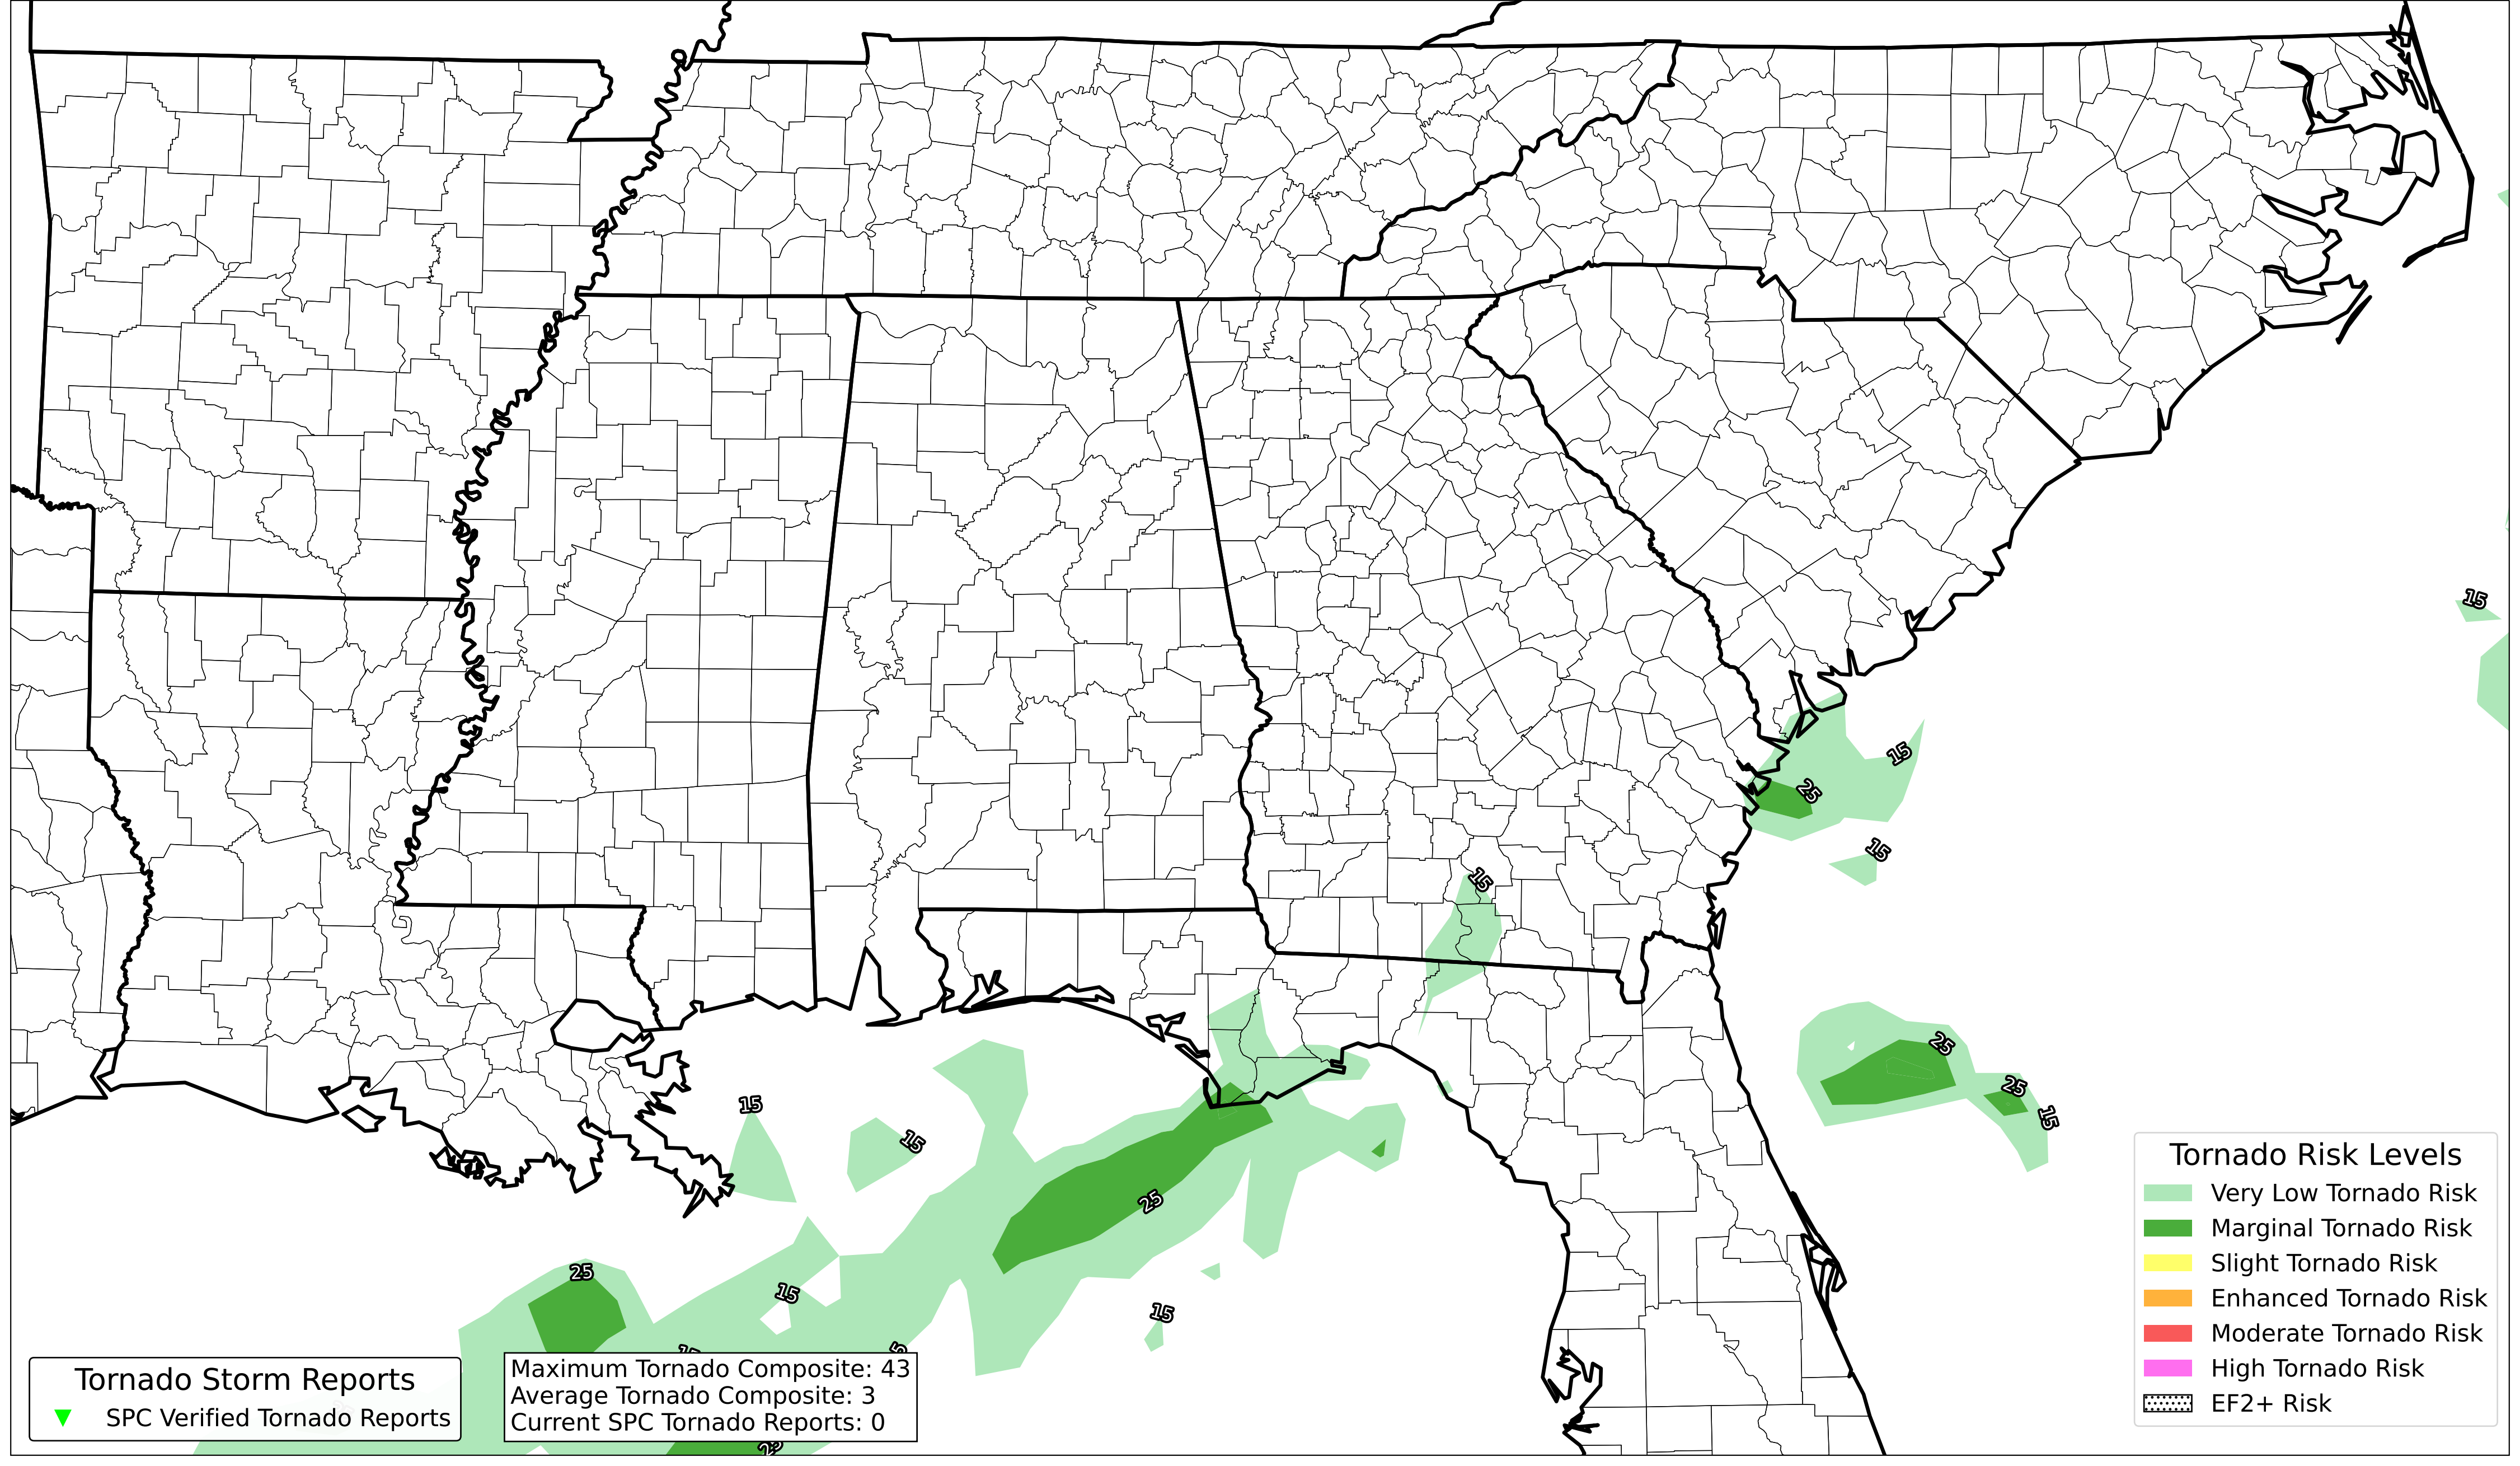 15
15
25
15
15
25
25
15
15
15
25
25
15
15
25
Tornado Risk Levels
Very Low Tornado Risk
Marginal Tornado Risk
Slight Tornado Risk
Enhanced Tornado Risk
Moderate Tornado Risk
High Tornado Risk
EF2+ Risk
Tornado Storm Reports
SPC Verified Tornado Reports
Maximum Tornado Composite: 43
Average Tornado Composite: 3
Current SPC Tornado Reports: 0